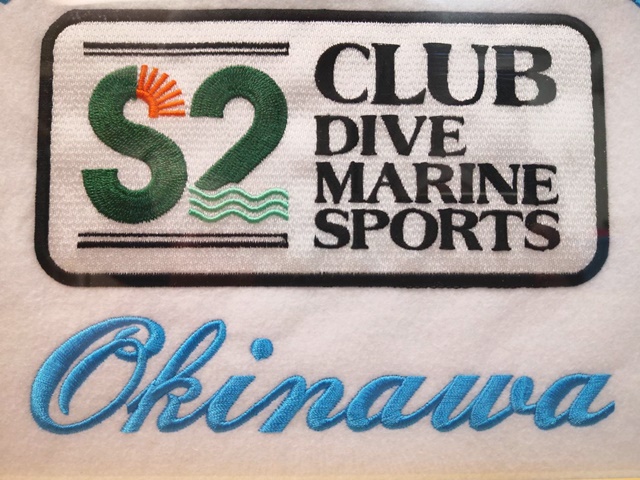 S2
CLUB
DIVE
MARINE
SPORTS
Okinawa